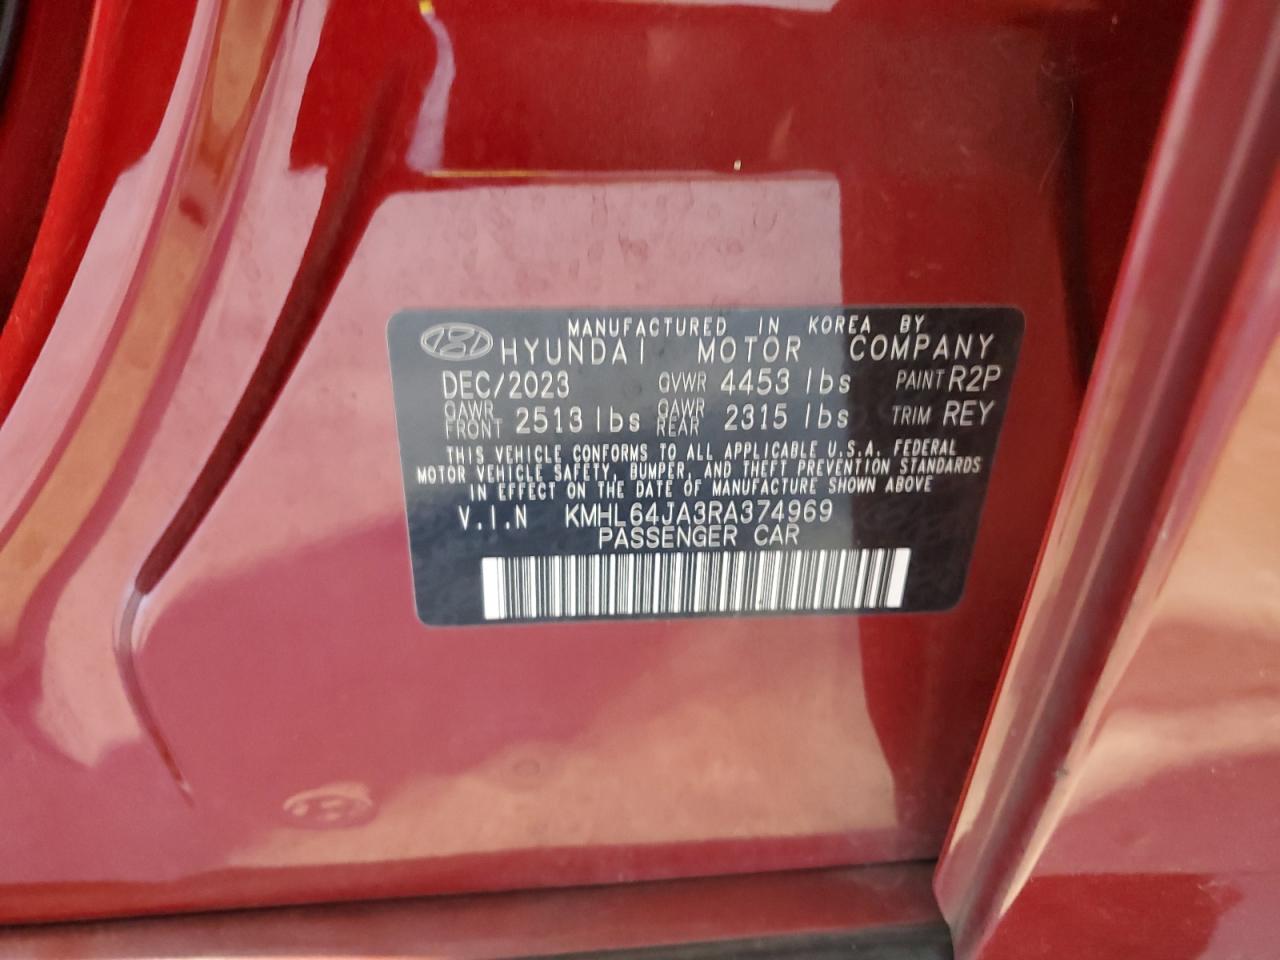 MANUFACTURED IN KOREA BY
HYUNDAI MOTOR COMPANY
DEC/2023 GVWR 4453 lbs PAINT R2P
GAWR FRONT 2513 lbs GAWR REAR 2315 lbs TRIM REY
THIS VEHICLE CONFORMS TO ALL APPLICABLE U.S.A. FEDERAL
MOTOR VEHICLE SAFETY, BUMPER, AND THEFT PREVENTION STANDARDS
IN EFFECT ON THE DATE OF MANUFACTURE SHOWN ABOVE
V.I.N KMHL64JA3RA374969
PASSENGER CAR